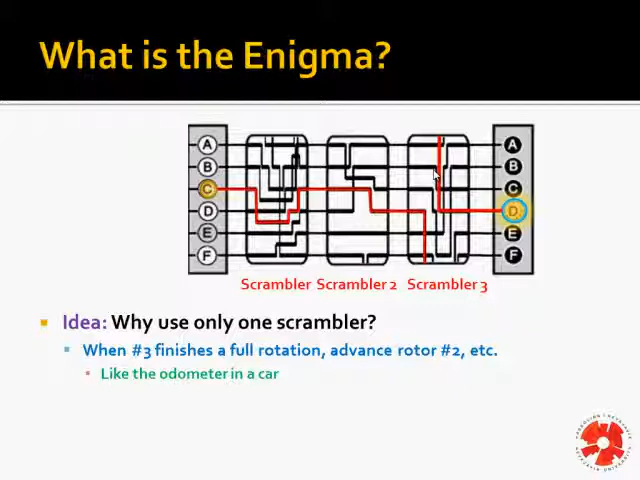 What is the Enigma?
A A
B B
C C
D D
E E
F F
Scrambler Scrambler 2 Scrambler 3
Idea: Why use only one scrambler?
When #3 finishes a full rotation, advance rotor #2, etc.
Like the odometer in a car